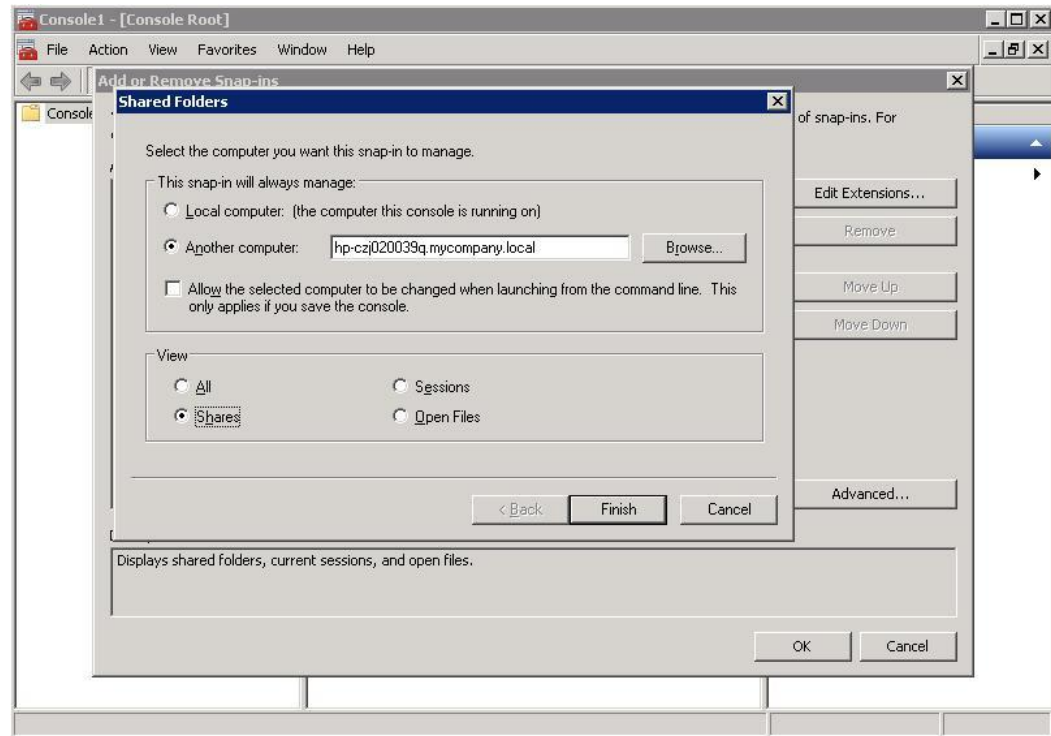 Console1 - [Console Root]
File Action View Favorites Window Help
Add or Remove Snap-ins
Shared Folders
Console
of snap-ins. For
Select the computer you want this snap-in to manage.
This snap-in will always manage:
Local computer: (the computer this console is running on)
Another computer: hp-czj020039q.mycompany.local Browse...
Allow the selected computer to be changed when launching from the command line. This
only applies if you save the console.
Edit Extensions...
Remove
Move Up
Move Down
View
All Sessions
Shares Open Files
Advanced...
< Back Finish Cancel
Displays shared folders, current sessions, and open files.
OK Cancel